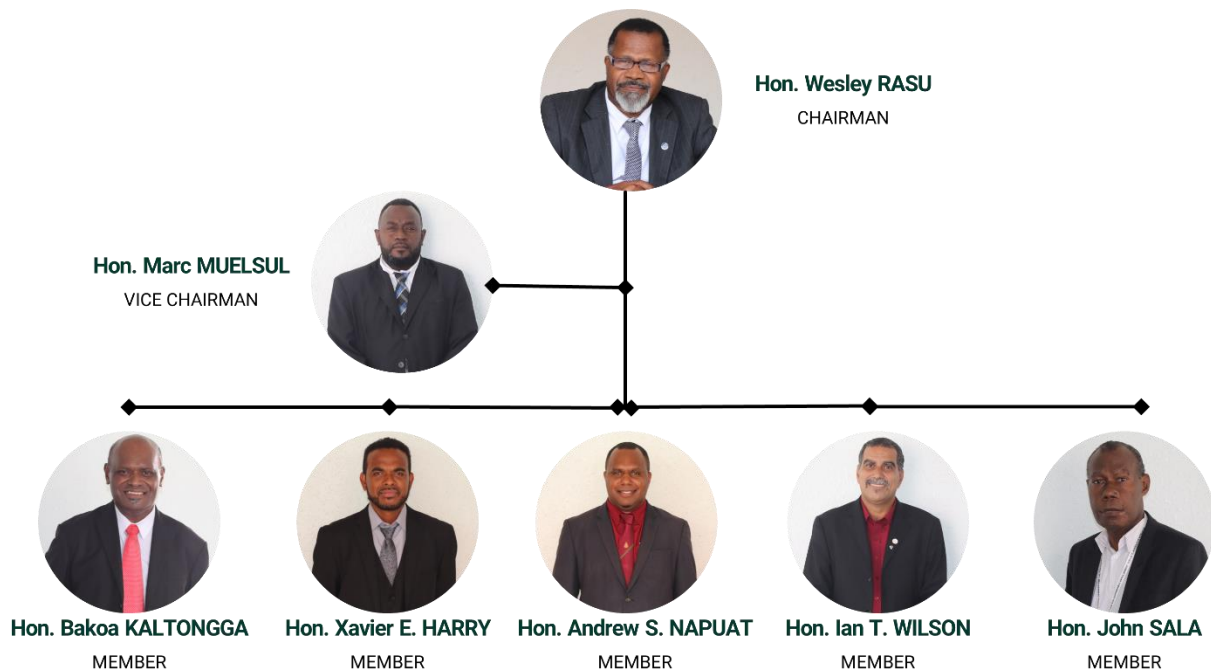 Hon. Wesley RASU
CHAIRMAN
Hon. Marc MUELSUL
VICE CHAIRMAN
Hon. Bakoa KALTONGGA
MEMBER
Hon. Xavier E. HARRY
MEMBER
Hon. Andrew S. NAPUAT
MEMBER
Hon. Ian T. WILSON
MEMBER
Hon. John SALA
MEMBER